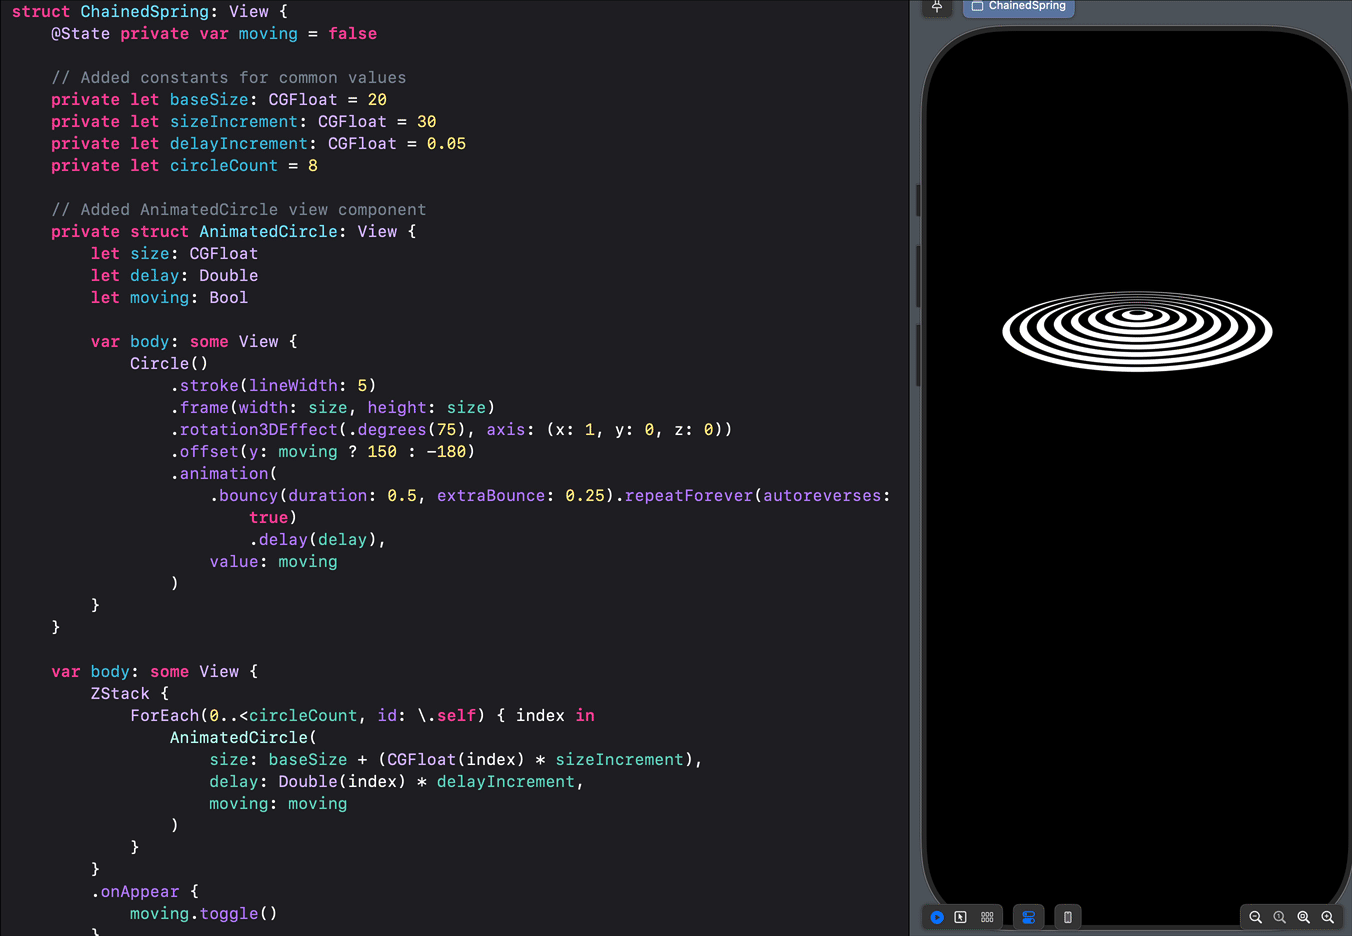 struct ChainedSpring: View {
@State private var moving = false
// Added constants for common values
private let baseSize: CGFloat = 20
private let sizeIncrement: CGFloat = 30
private let delayIncrement: CGFloat = 0.05
private let circleCount = 8
// Added AnimatedCircle view component
private struct AnimatedCircle: View {
let size: CGFloat
let delay: Double
let moving: Bool
var body: some View {
Circle()
.stroke(lineWidth: 5)
.frame(width: size, height: size)
.rotation3DEffect(.degrees(75), axis: (x: 1, y: 0, z: 0))
.offset(y: moving ? 150 : -180)
.animation(
.bouncy(duration: 0.5, extraBounce: 0.25).repeatForever(autoreverses:
true)
.delay(delay),
value: moving
)
}
}
var body: some View {
ZStack {
ForEach(0..<circleCount, id: \.self) { index in
AnimatedCircle(
size: baseSize + (CGFloat(index) * sizeIncrement),
delay: Double(index) * delayIncrement,
moving: moving
)
}
}
.onAppear {
moving.toggle()
}
ChainedSpring